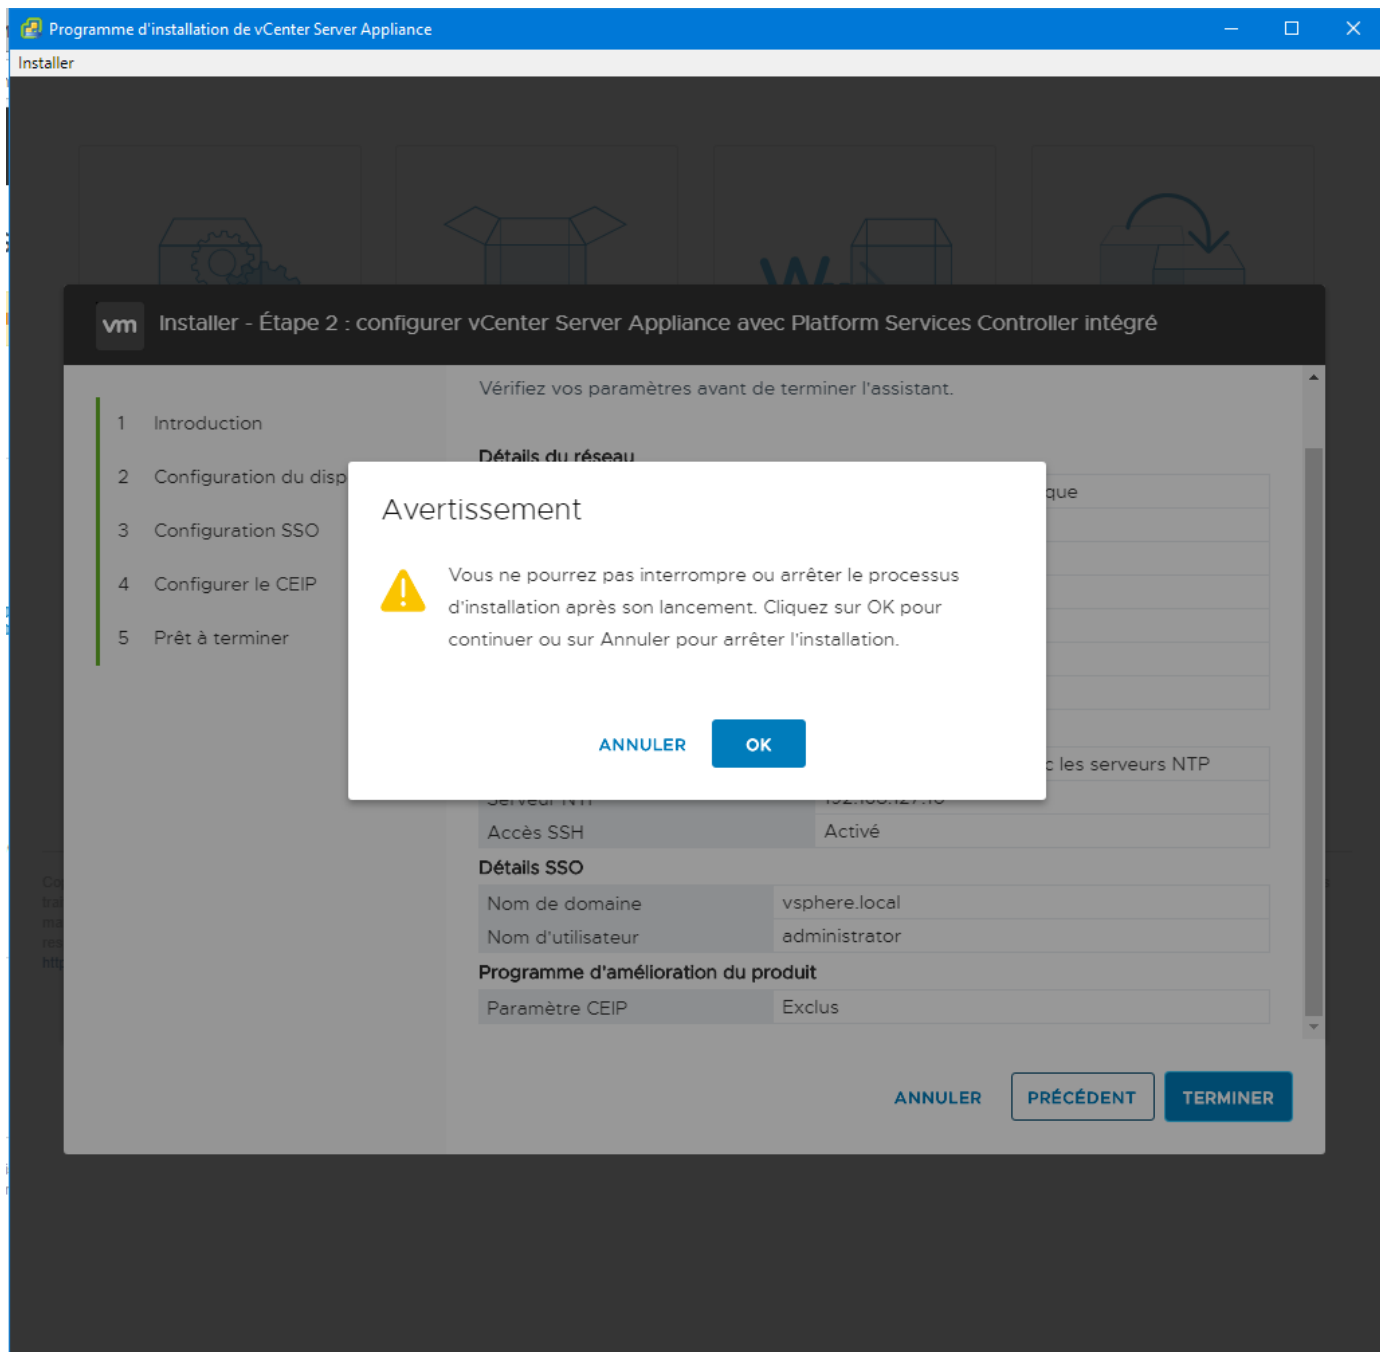 Programme d'installation de vCenter Server Appliance
Installer
vm Installer - Étape 2 : configurer vCenter Server Appliance avec Platform Services Controller intégré
Vérifiez vos paramètres avant de terminer l'assistant.
1 Introduction
2 Configuration du disp
3 Configuration SSO
4 Configurer le CEIP
5 Prêt à terminer
Détails du réseau
que
Avertissement
Vous ne pourrez pas interrompre ou arrêter le processus
d'installation après son lancement. Cliquez sur OK pour
continuer ou sur Annuler pour arrêter l'installation.
ANNULER OK
les serveurs NTP
Serveur NTP
Accès SSH Activé
Détails SSO
Nom de domaine vsphere.local
Nom d'utilisateur administrator
Programme d'amélioration du produit
Paramètre CEIP Exclus
ANNULER PRÉCÉDENT TERMINER